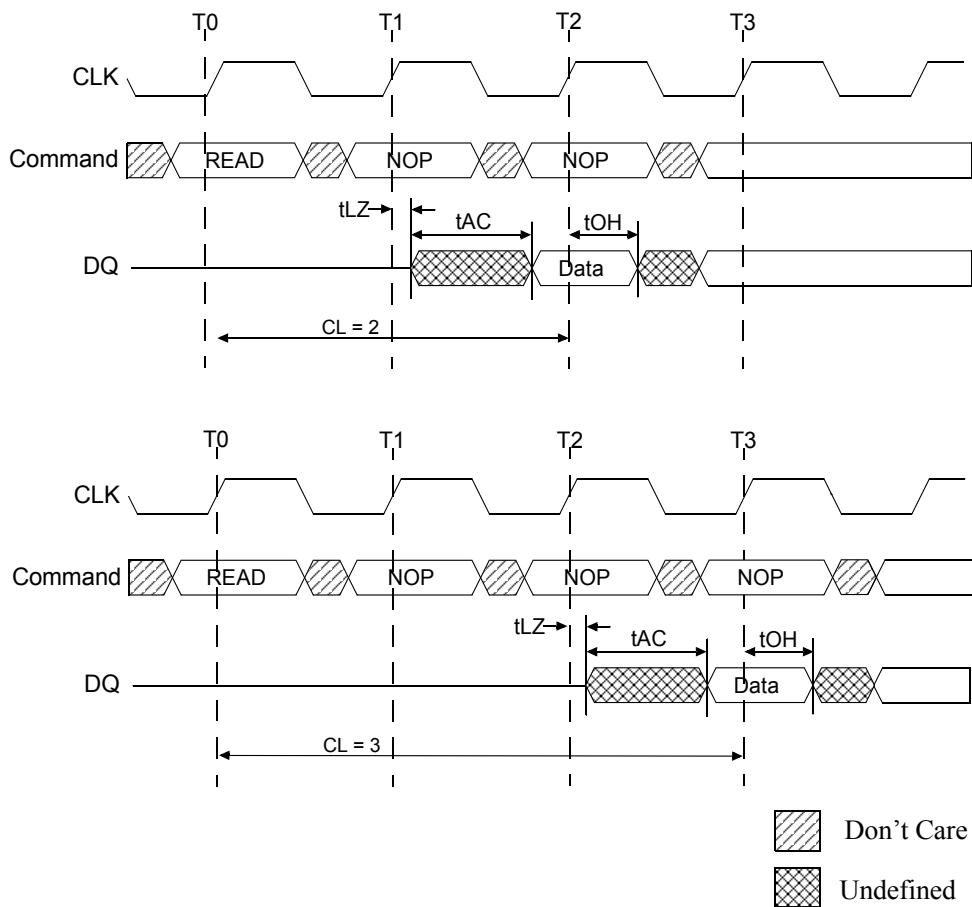 T0 T1 T2 T3
CLK
Command READ NOP NOP
tLZ tAC tOH
DQ Data
CL = 2
T0 T1 T2 T3
CLK
Command READ NOP NOP NOP
tLZ tAC tOH
DQ Data
CL = 3
Don't Care
Undefined